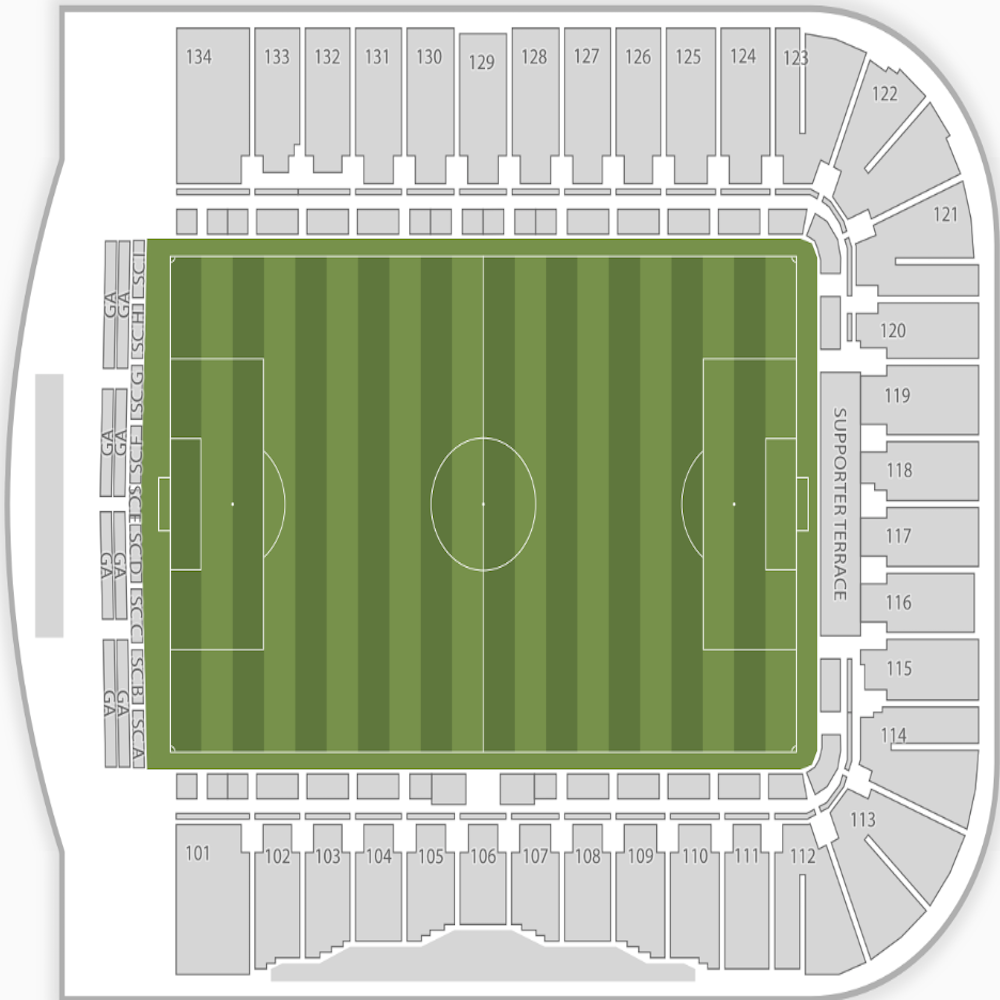 134 133 132 131 130 129 128 127 126 125 124 123
122
121
120
119
118
117
116
115
114
113
SUPPORTER TERRACE
GA GA SC I
SC H
SC G
GA GA SC F
SC E
GA GA SC D
SC C
SC B
GA GA SC A
101 102 103 104 105 106 107 108 109 110 111 112